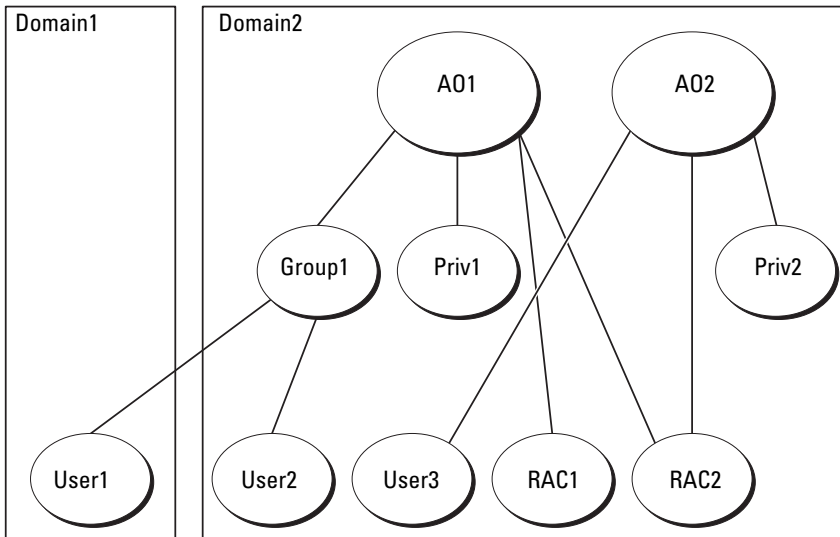 Domain1
Domain2
AO1
AO2
Group1
Priv1
Priv2
User1
User2
User3
RAC1
RAC2